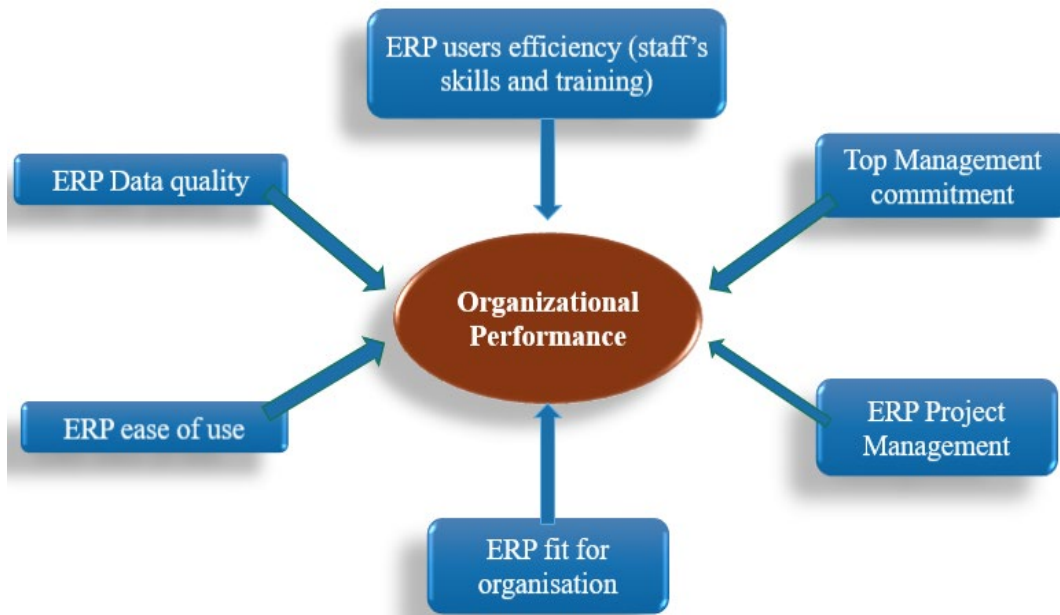 ERP users efficiency (staff’s
skills and training)
ERP Data quality
Top Management
commitment
Organizational
Performance
ERP ease of use
ERP Project
Management
ERP fit for
organisation